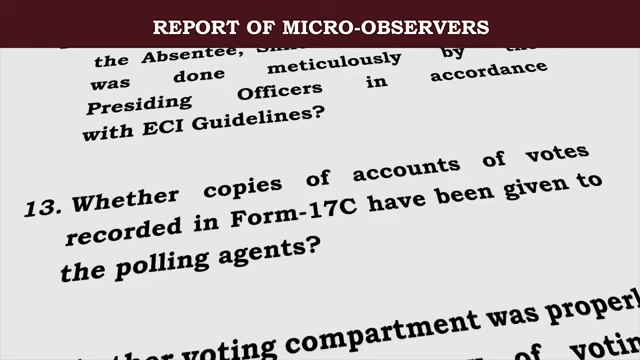 REPORT OF MICRO-OBSERVERS
the Absentee,
was done meticulously by the
Presiding Officers in accordance
with ECI Guidelines?
13. Whether copies of accounts of votes
recorded in Form-17C have been given to
the polling agents?
voting compartment was
of